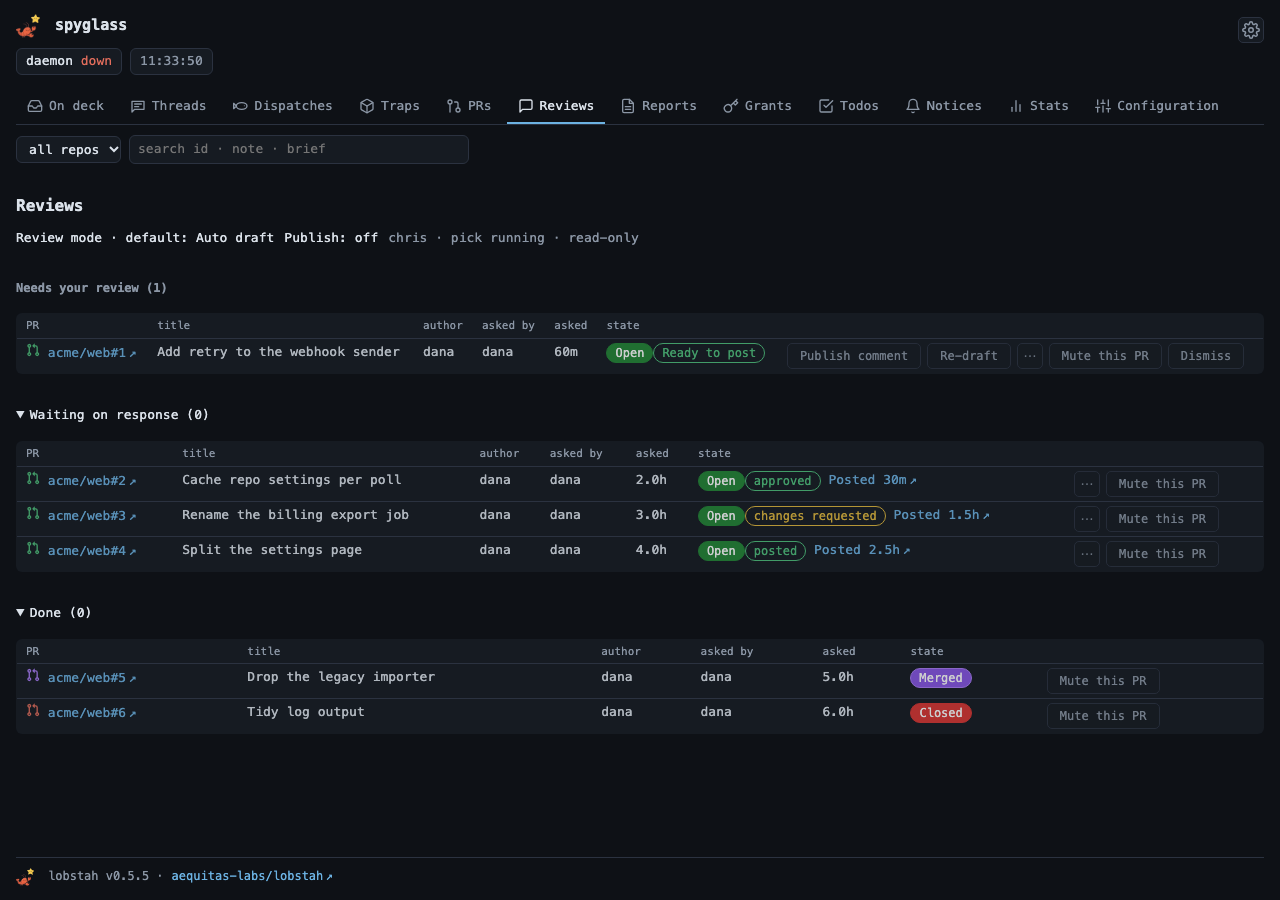 spyglass
daemon down 11:33:50
On deck Threads Dispatches Traps PRs Reviews Reports Grants Todos Notices Stats Configuration
all repos search id · note · brief
Reviews
Review mode · default: Auto draft Publish: off chris · pick running · read-only
Needs your review (1)
PR title author asked by asked state
acme/web#1↗ Add retry to the webhook sender dana dana 60m Open Ready to post Publish comment Re-draft ··· Mute this PR Dismiss
▼ Waiting on response (0)
PR title author asked by asked state
acme/web#2↗ Cache repo settings per poll dana dana 2.0h Open approved Posted 30m↗ ··· Mute this PR
acme/web#3↗ Rename the billing export job dana dana 3.0h Open changes requested Posted 1.5h↗ ··· Mute this PR
acme/web#4↗ Split the settings page dana dana 4.0h Open posted Posted 2.5h↗ ··· Mute this PR
▼ Done (0)
PR title author asked by asked state
acme/web#5↗ Drop the legacy importer dana dana 5.0h Merged Mute this PR
acme/web#6↗ Tidy log output dana dana 6.0h Closed Mute this PR
lobstah v0.5.5 · aequitas-labs/lobstah↗